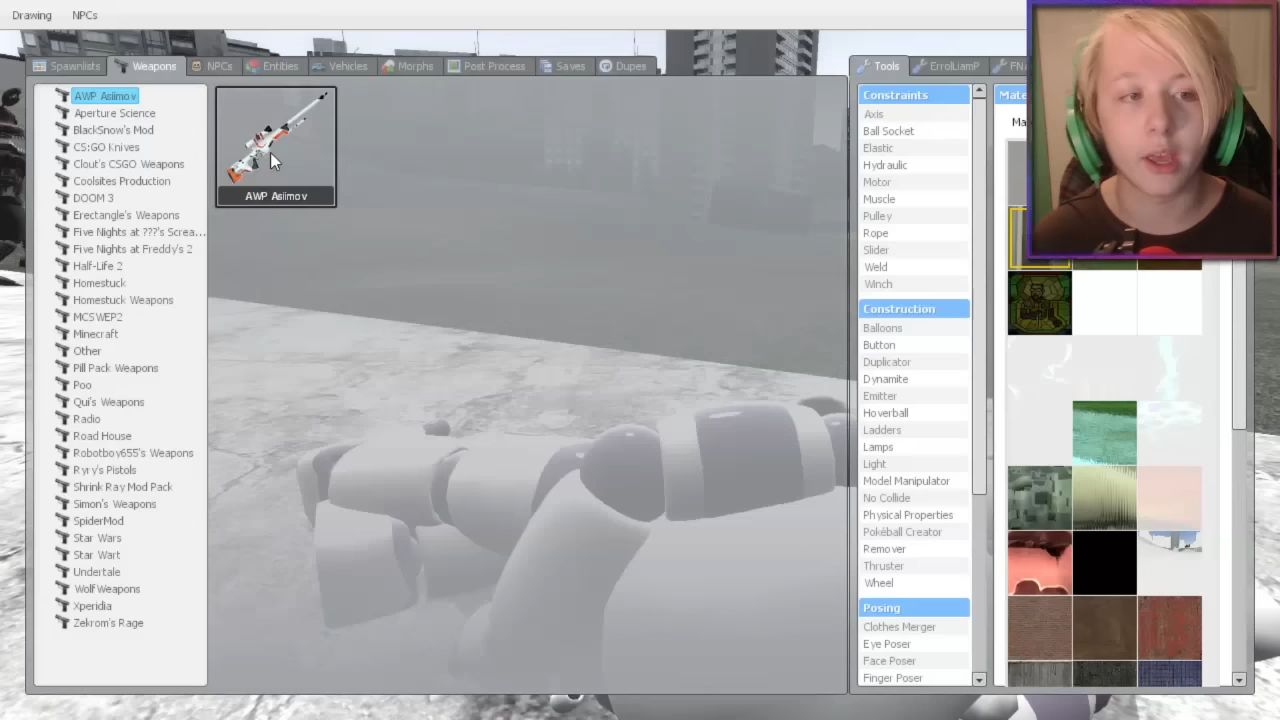 Drawing NPCs
Spawnlists Weapons NPCs Entities Vehicles Morphs Post Process Saves Dupes
Tools ErrolLiamP
AWP Asiimov
Aperture Science
BlackSnow's Mod
CS:GO Knives
Clout's CSGO Weapons
Coolsites Production
DOOM 3
Erectangle's Weapons
Five Nights at ???'s Screa...
Five Nights at Freddy's 2
Half-Life 2
Homestuck
Homestuck Weapons
MCSWEP2
Minecraft
Other
Pill Pack Weapons
Poo
Qui's Weapons
Radio
Road House
Robotboy655's Weapons
Ryry's Pistols
Shrink Ray Mod Pack
Simon's Weapons
SpiderMod
Star Wars
Star Wart
Undertale
Wolf Weapons
Xperidia
Zekrom's Rage
AWP Asiimov
Constraints
Axis
Ball Socket
Elastic
Hydraulic
Motor
Muscle
Pulley
Rope
Slider
Weld
Winch
Construction
Balloons
Button
Duplicator
Dynamite
Emitter
Hoverball
Ladders
Lamps
Light
Model Manipulator
No Collide
Physical Properties
Pokéball Creator
Remover
Thruster
Wheel
Posing
Clothes Merger
Eye Poser
Face Poser
Finger Poser